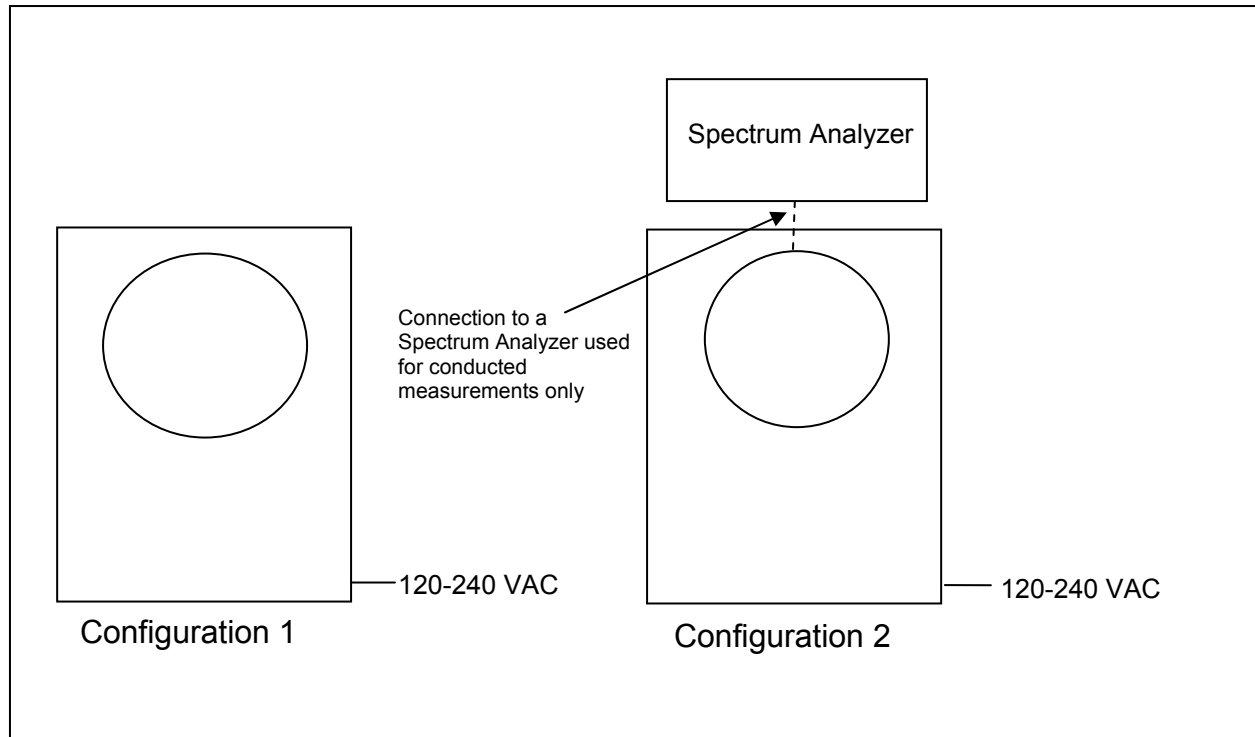 Spectrum Analyzer
Connection to a
Spectrum Analyzer used
for conducted
measurements only
120-240 VAC
120-240 VAC
Configuration 1
Configuration 2